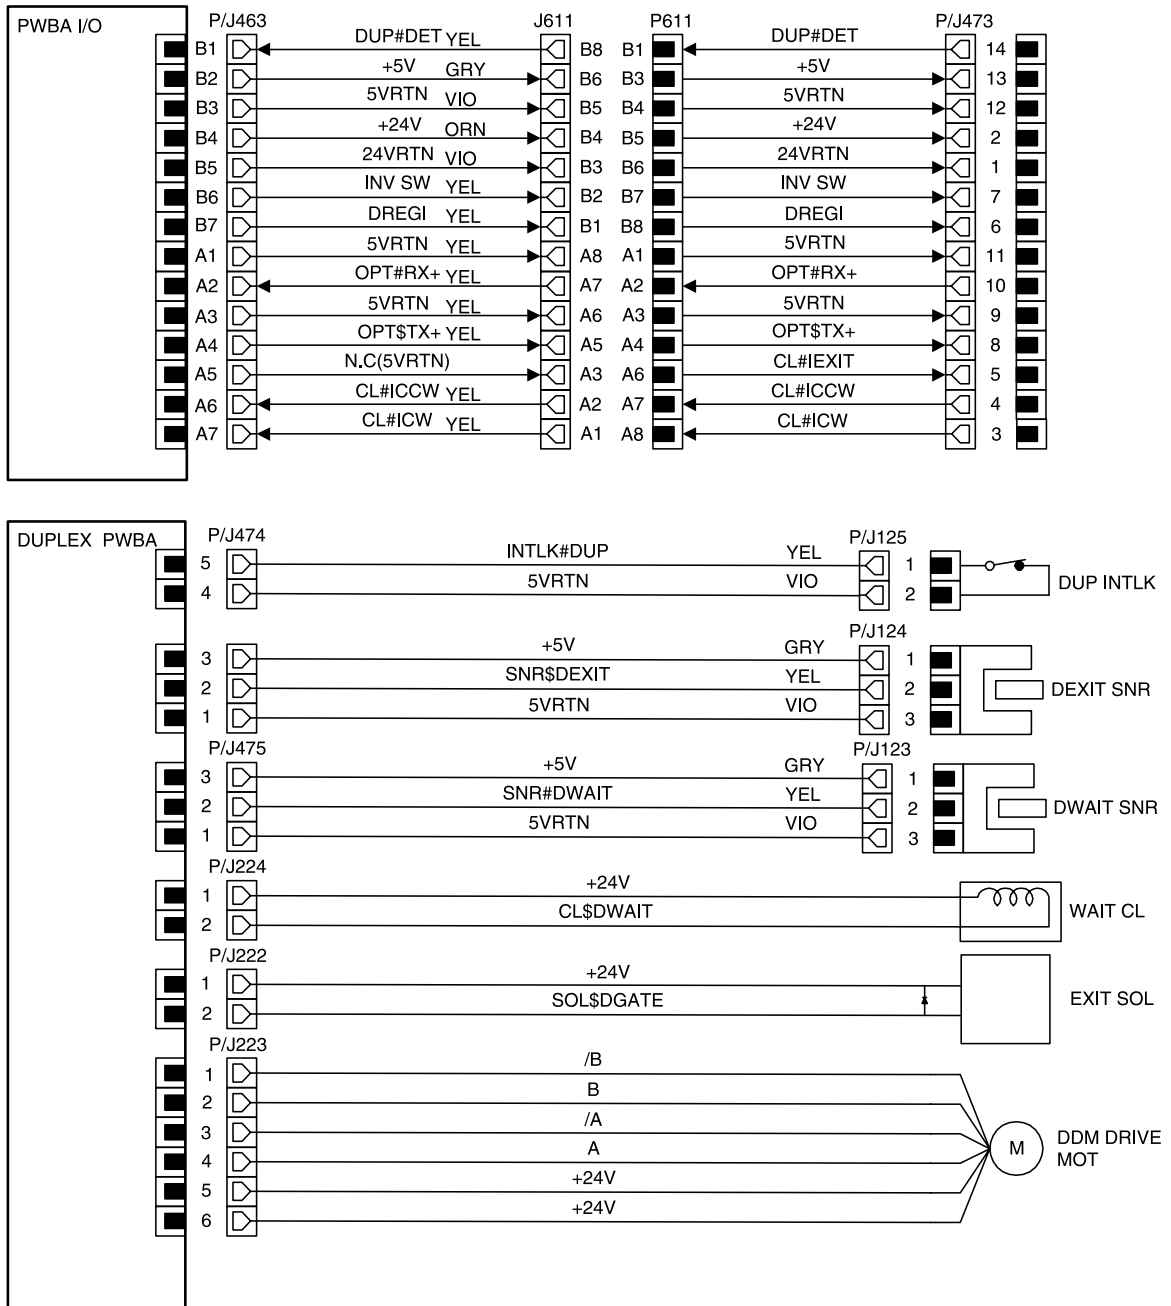 PWBA I/O P/J463 J611 P611 P/J473
B1 DUP#DET YEL B8 B1 DUP#DET 14
B2 +5V GRY B6 B3 +5V 13
B3 5VRTN VIO B5 B4 5VRTN 12
B4 +24V ORN B4 B5 +24V 2
B5 24VRTN VIO B3 B6 24VRTN 1
B6 INV SW YEL B2 B7 INV SW 7
B7 DREGI YEL B1 B8 DREGI 6
A1 5VRTN YEL A8 A1 5VRTN 11
A2 OPT#RX+ YEL A7 A2 OPT#RX+ 10
A3 5VRTN YEL A6 A3 5VRTN 9
A4 OPT$TX+ YEL A5 A4 OPT$TX+ 8
A5 N.C(5VRTN) A3 A6 CL#IEXIT 5
A6 CL#ICCW YEL A2 A7 CL#ICCW 4
A7 CL#ICW YEL A1 A8 CL#ICW 3
DUPLEX PWBA P/J474 P/J125
5 INTLK#DUP YEL 1
4 5VRTN VIO 2 DUP INTLK
P/J124
3 +5V GRY 1
2 SNR$DEXIT YEL 2 DEXIT SNR
1 5VRTN VIO 3
P/J475 P/J123
3 +5V GRY 1
2 SNR#DWAIT YEL 2 DWAIT SNR
1 5VRTN VIO 3
P/J224
1 +24V
2 CL$DWAIT WAIT CL
P/J222
1 +24V
2 SOL$DGATE EXIT SOL
P/J223
1 /B
2 B
3 /A
4 A M DDM DRIVE
MOT
5 +24V
6 +24V